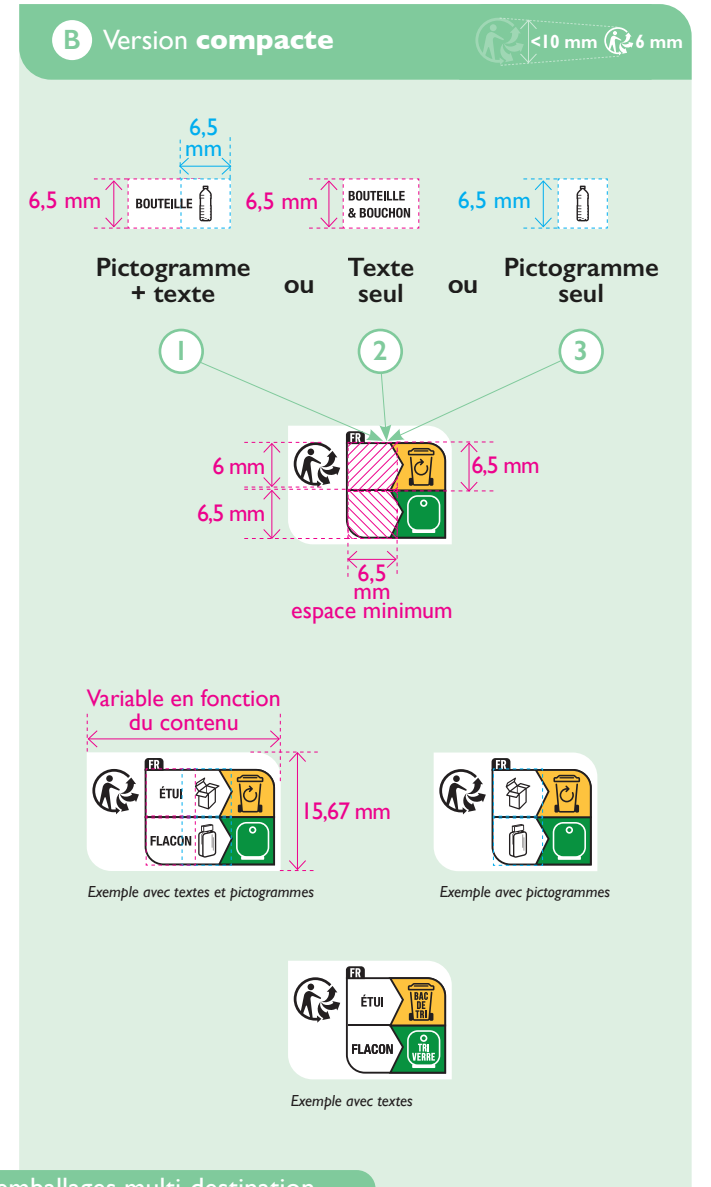 B Version compacte
<10 mm 6 mm
6,5
mm
6,5 mm
BOUTEILLE
6,5 mm
BOUTEILLE
& BOUCHON
6,5 mm
Pictogramme
+ texte
ou
Texte
seul
ou
Pictogramme
seul
1
2
3
FR
6 mm
6,5 mm
6,5 mm
6,5
mm
espace minimum
Variable en fonction
du contenu
FR
ÉTUI
FLACON
15,67 mm
Exemple avec textes et pictogrammes
FR
Exemple avec pictogrammes
FR
ÉTUI
BAC
DE
TRI
FLACON
TRI
VERRE
Exemple avec textes
emballages multi-destination